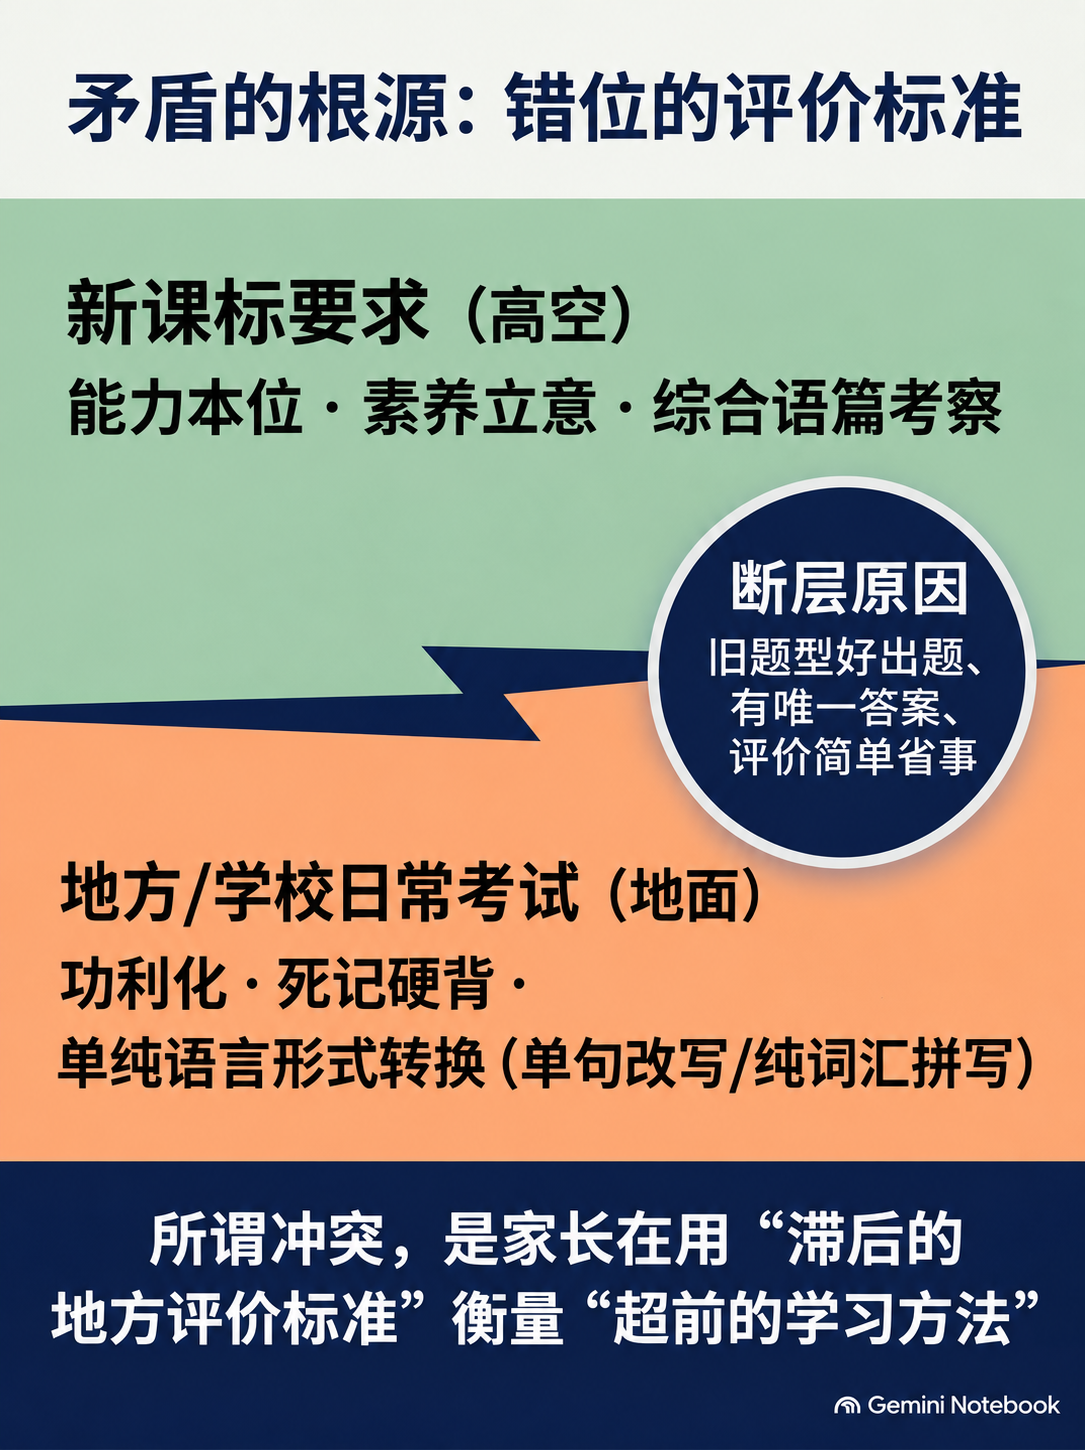 矛盾的根源：错位的评价标准
新课标要求（高空）
能力本位 · 素养立意 · 综合语篇考察
断层原因
旧题型好出题、
有唯一答案、
评价简单省事
地方/学校日常考试（地面）
功利化 · 死记硬背 ·
单纯语言形式转换（单句改写/纯词汇拼写）
所谓冲突，是家长在用“滞后的
地方评价标准”衡量“超前的学习方法”
Gemini Notebook